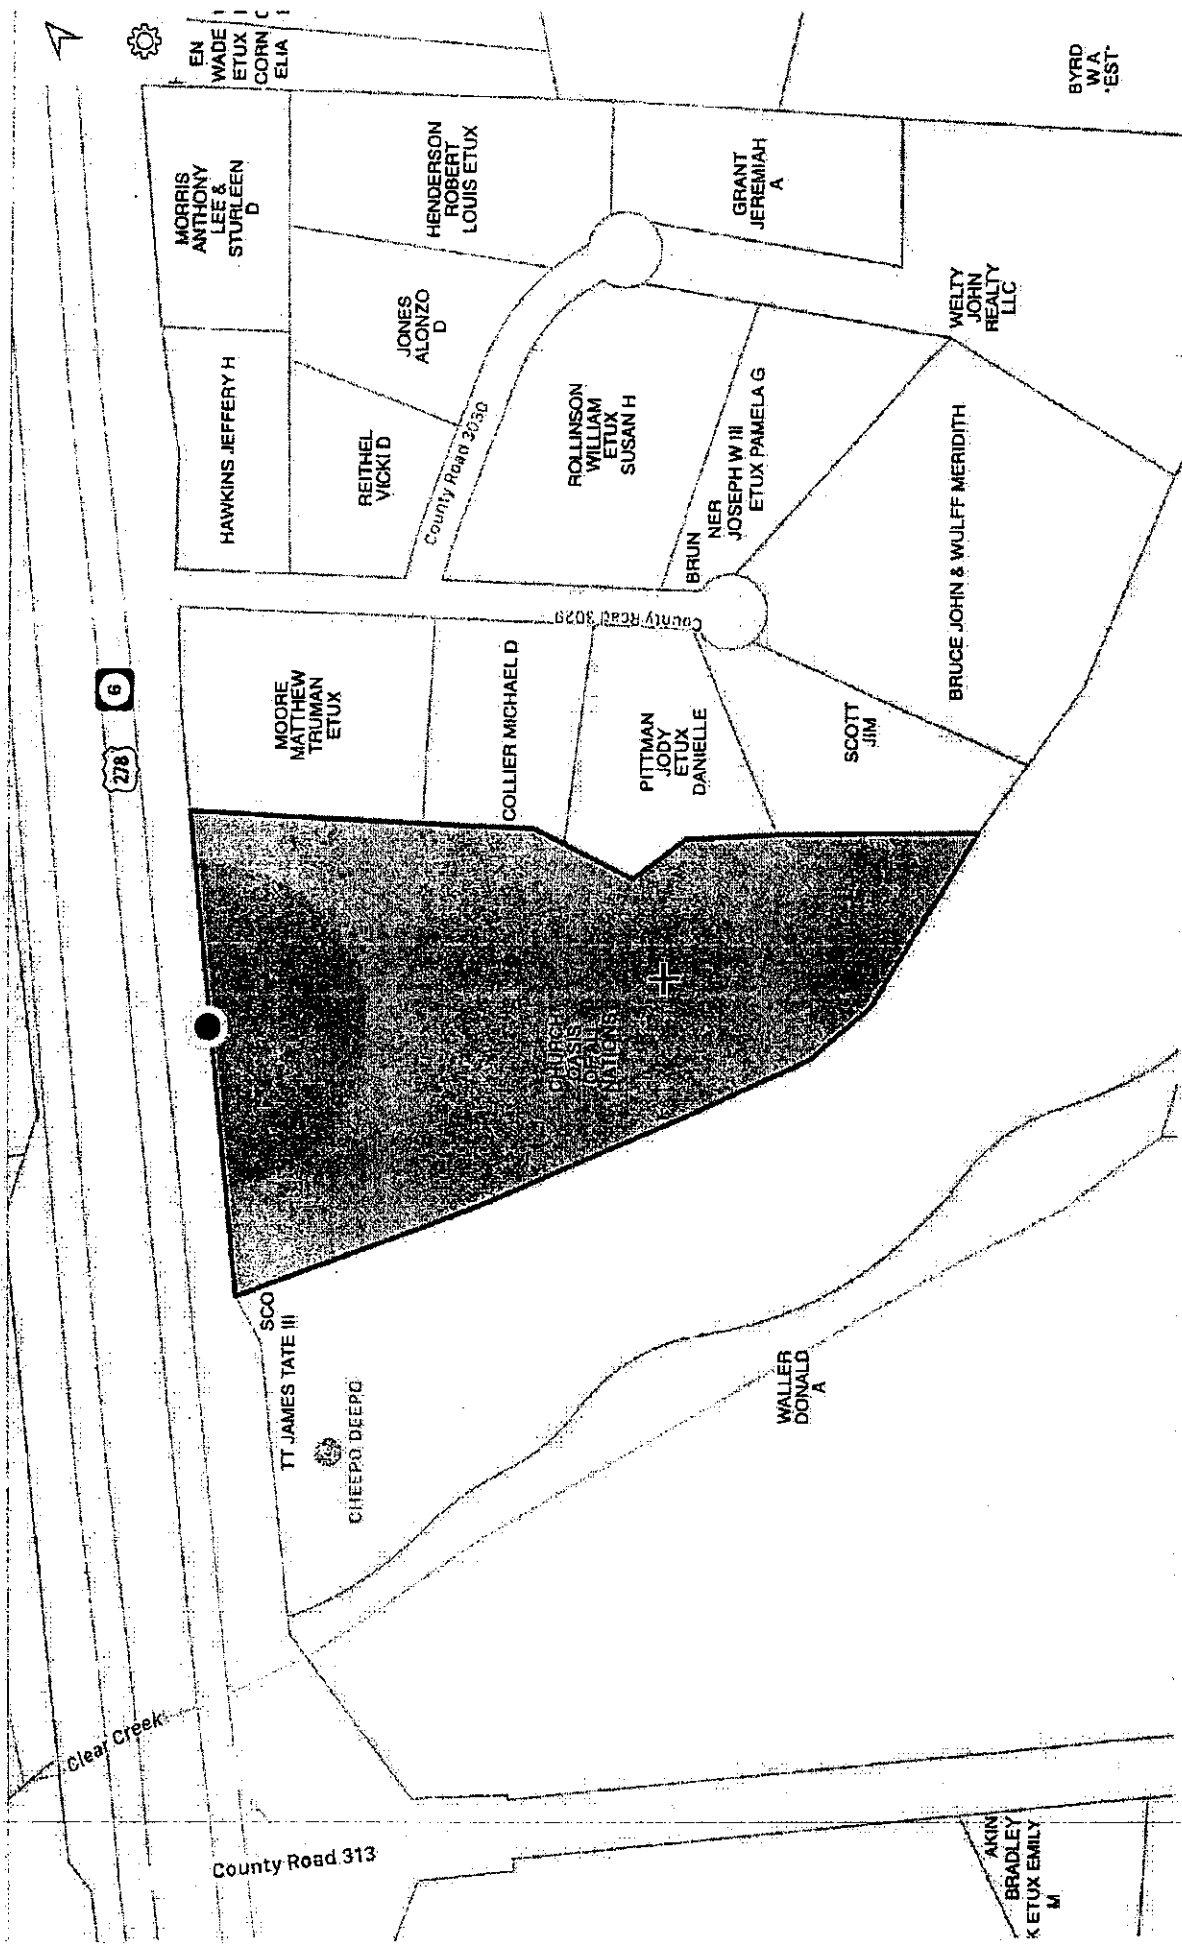 EN
WADE
ETUX
CORN
ELIA
MORRIS
ANTHONY
LEE &
STURLEEN
D
HENDERSON
ROBERT
LOUIS ETUX
GRANT
JEREMIAH
A
BYRD
W A
*EST*
HAWKINS JEFFERY H
JONES
ALONZO
D
WELTY
JOHN
REALTY
LLC
REITHEL
VICKI D
County Road 3030
ROLLINSON
WILLIAM
ETUX
SUSAN H
BRUN
NER
JOSEPH W III
ETUX PAMELA G
BRUCE JOHN & WULFF MERIDITH
6
278
County Road 3029
MOORE
MATTHEW
TRUMAN
ETUX
COLLIER MICHAEL D
PITTMAN
JODY
ETUX
DANIELLE
SCOTT
JIM
CHURCH
OASIS
OF ALL
NATIONS
SCO
TT JAMES TATE III
CHEEPO DEEPO
WALLER
DONALD
A
Clear Creek
County Road 313
AKIN
BRADLEY
K ETUX EMILY
M